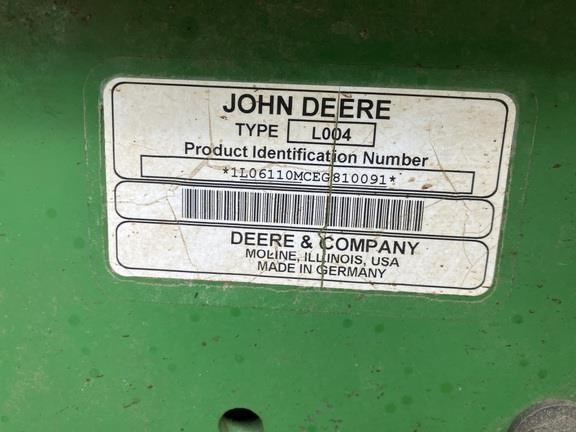 JOHN DEERE
TYPE L004
Product Identification Number
*1L06110MCEG810091*
DEERE & COMPANY
MOLINE, ILLINOIS, USA
MADE IN GERMANY